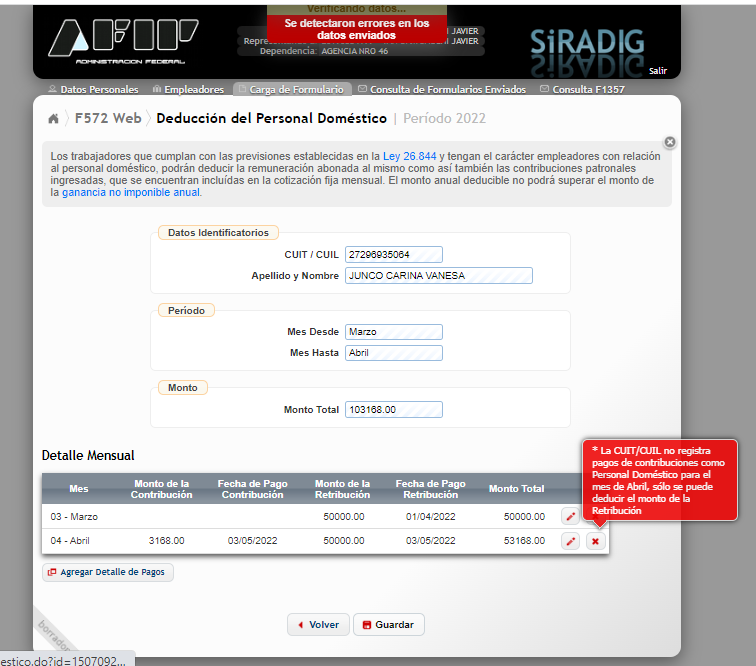 Verificando datos...
Se detectaron errores en los
datos enviados
JAVIER
JAVIER
Dependencia: AGENCIA NRO 46
AFIP
ADMINISTRACION FEDERAL
SiRADIG
Salir
Datos Personales Empleadores Carga de Formulario Consulta de Formularios Enviados Consulta F1357
F572 Web Deducción del Personal Doméstico | Período 2022
Los trabajadores que cumplan con las previsiones establecidas en la Ley 26.844 y tengan el carácter empleadores con relación
al personal doméstico, podrán deducir la remuneración abonada al mismo como así también las contribuciones patronales
ingresadas, que se encuentran incluídas en la cotización fija mensual. El monto anual deducible no podrá superar el monto de
la ganancia no imponible anual.
Datos Identificatorios
CUIT / CUIL 27296935064
Apellido y Nombre JUNCO CARINA VANESA
Período
Mes Desde Marzo
Mes Hasta Abril
Monto
Monto Total 103168.00
Detalle Mensual
* La CUIT/CUIL no registra
pagos de contribuciones como
Personal Doméstico para el
mes de Abril, sólo se puede
deducir el monto de la
Retribución
Mes Monto de la Contribución Fecha de Pago Contribución Monto de la Retribución Fecha de Pago Retribución Monto Total
03 - Marzo 50000.00 01/04/2022 50000.00
04 - Abril 3168.00 03/05/2022 50000.00 03/05/2022 53168.00
Agregar Detalle de Pagos
Volver Guardar
borrador
estico.do?id=1507092...